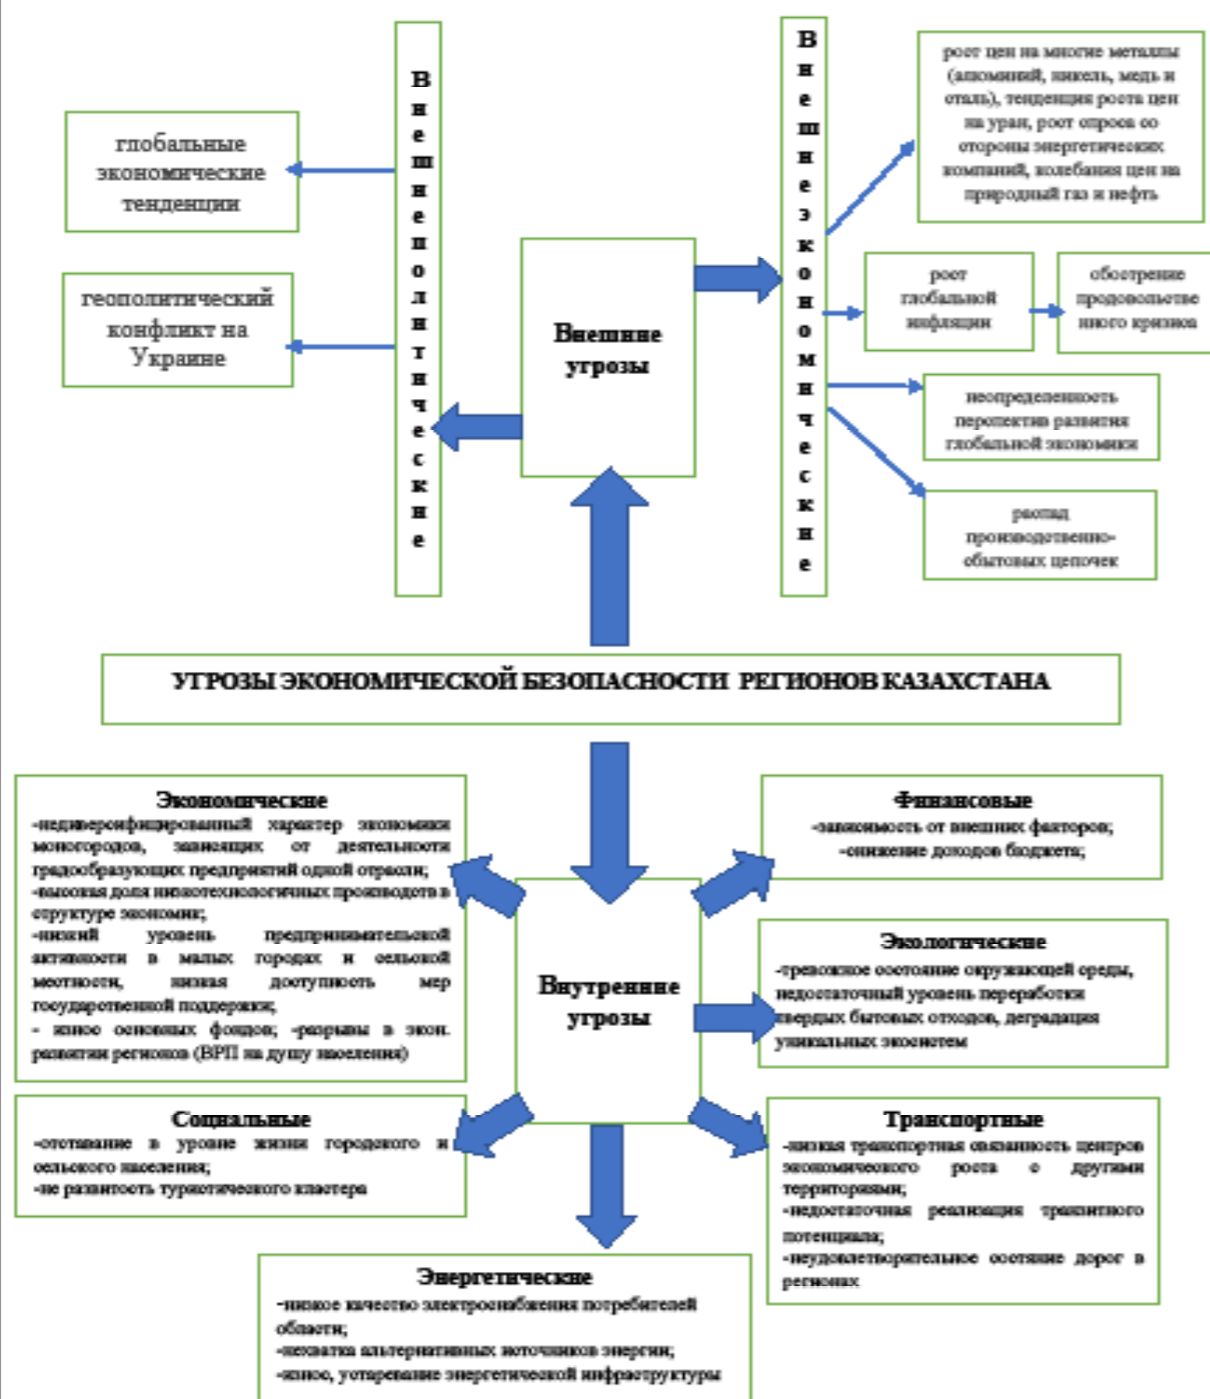 Внешнеполитические
глобальные
экономические
тенденции
геополитический
конфликт на
Украине
Внешние
угрозы
Внешнеэкономические
рост цен на многие металлы
(алюминий, никель, медь и
сталь), тенденция роста цен
на уран, рост спроса со
стороны энергетических
компаний, колебания цен на
природный газ и нефть
рост
глобальной
инфляции
обострение
продовольстве
нного кризиса
неопределенность
перспектив развития
глобальной экономики
распад
производственно-
сбытовых цепочек
УГРОЗЫ ЭКОНОМИЧЕСКОЙ БЕЗОПАСНОСТИ РЕГИОНОВ КАЗАХСТАНА
Экономические
-недиверсифицированный характер экономики
моногородов, зависящих от деятельности
градообразующих предприятий одной отрасли;
-высокая доля низкотехнологичных производств в
структуре экономик;
-низкий уровень предпринимательской
активности в малых городах и сельской
местности, низкая доступность мер
государственной поддержки;
- износ основных фондов; -разрывы в экон.
развитии регионов (ВРП на душу населения)
Социальные
-отставание в уровне жизни городского и
сельского населения;
-не развитость туристического кластера
Внутренние
угрозы
Финансовые
-зависимость от внешних факторов;
-снижение доходов бюджета;
Экологические
-тревожное состояние окружающей среды,
недостаточный уровень переработки
твердых бытовых отходов, деградация
уникальных экосистем
Транспортные
-низкая транспортная связанность центров
экономического роста с другими
территориями;
-недостаточная реализация транзитного
потенциала;
-неудовлетворительное состяние дорог в
регионах
Энергетические
-низкое качество электроснабжения потребителей
области;
-нехватка альтернативных источников энергии;
-износ, устаревание энергетической инфраструктуры